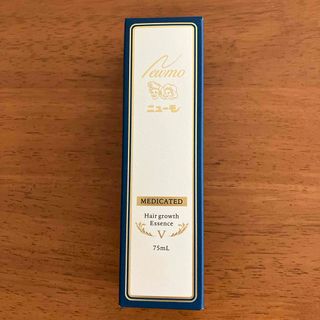 Newmo
ニューモ
MEDICATED
Hair growth
Essence
V
75mL